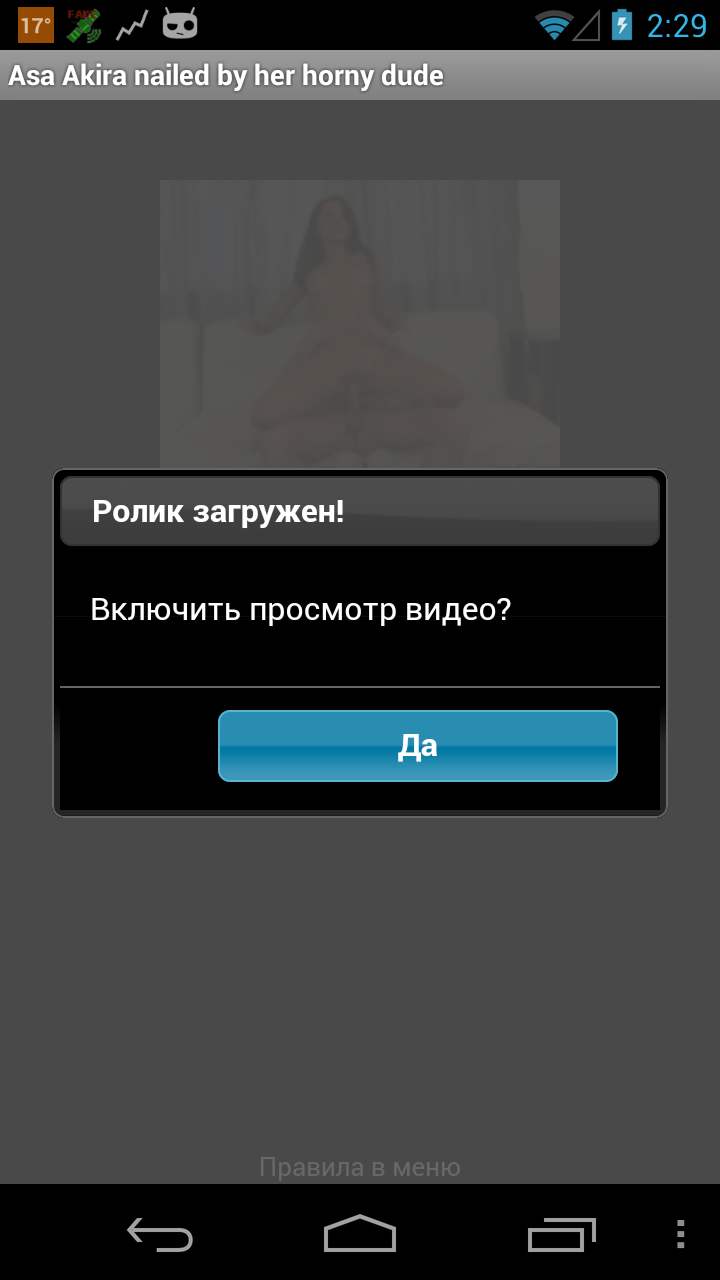 17°
FAKE
2:29
Asa Akira nailed by her horny dude
Ролик загружен!
Включить просмотр видео?
Да
Правила в меню